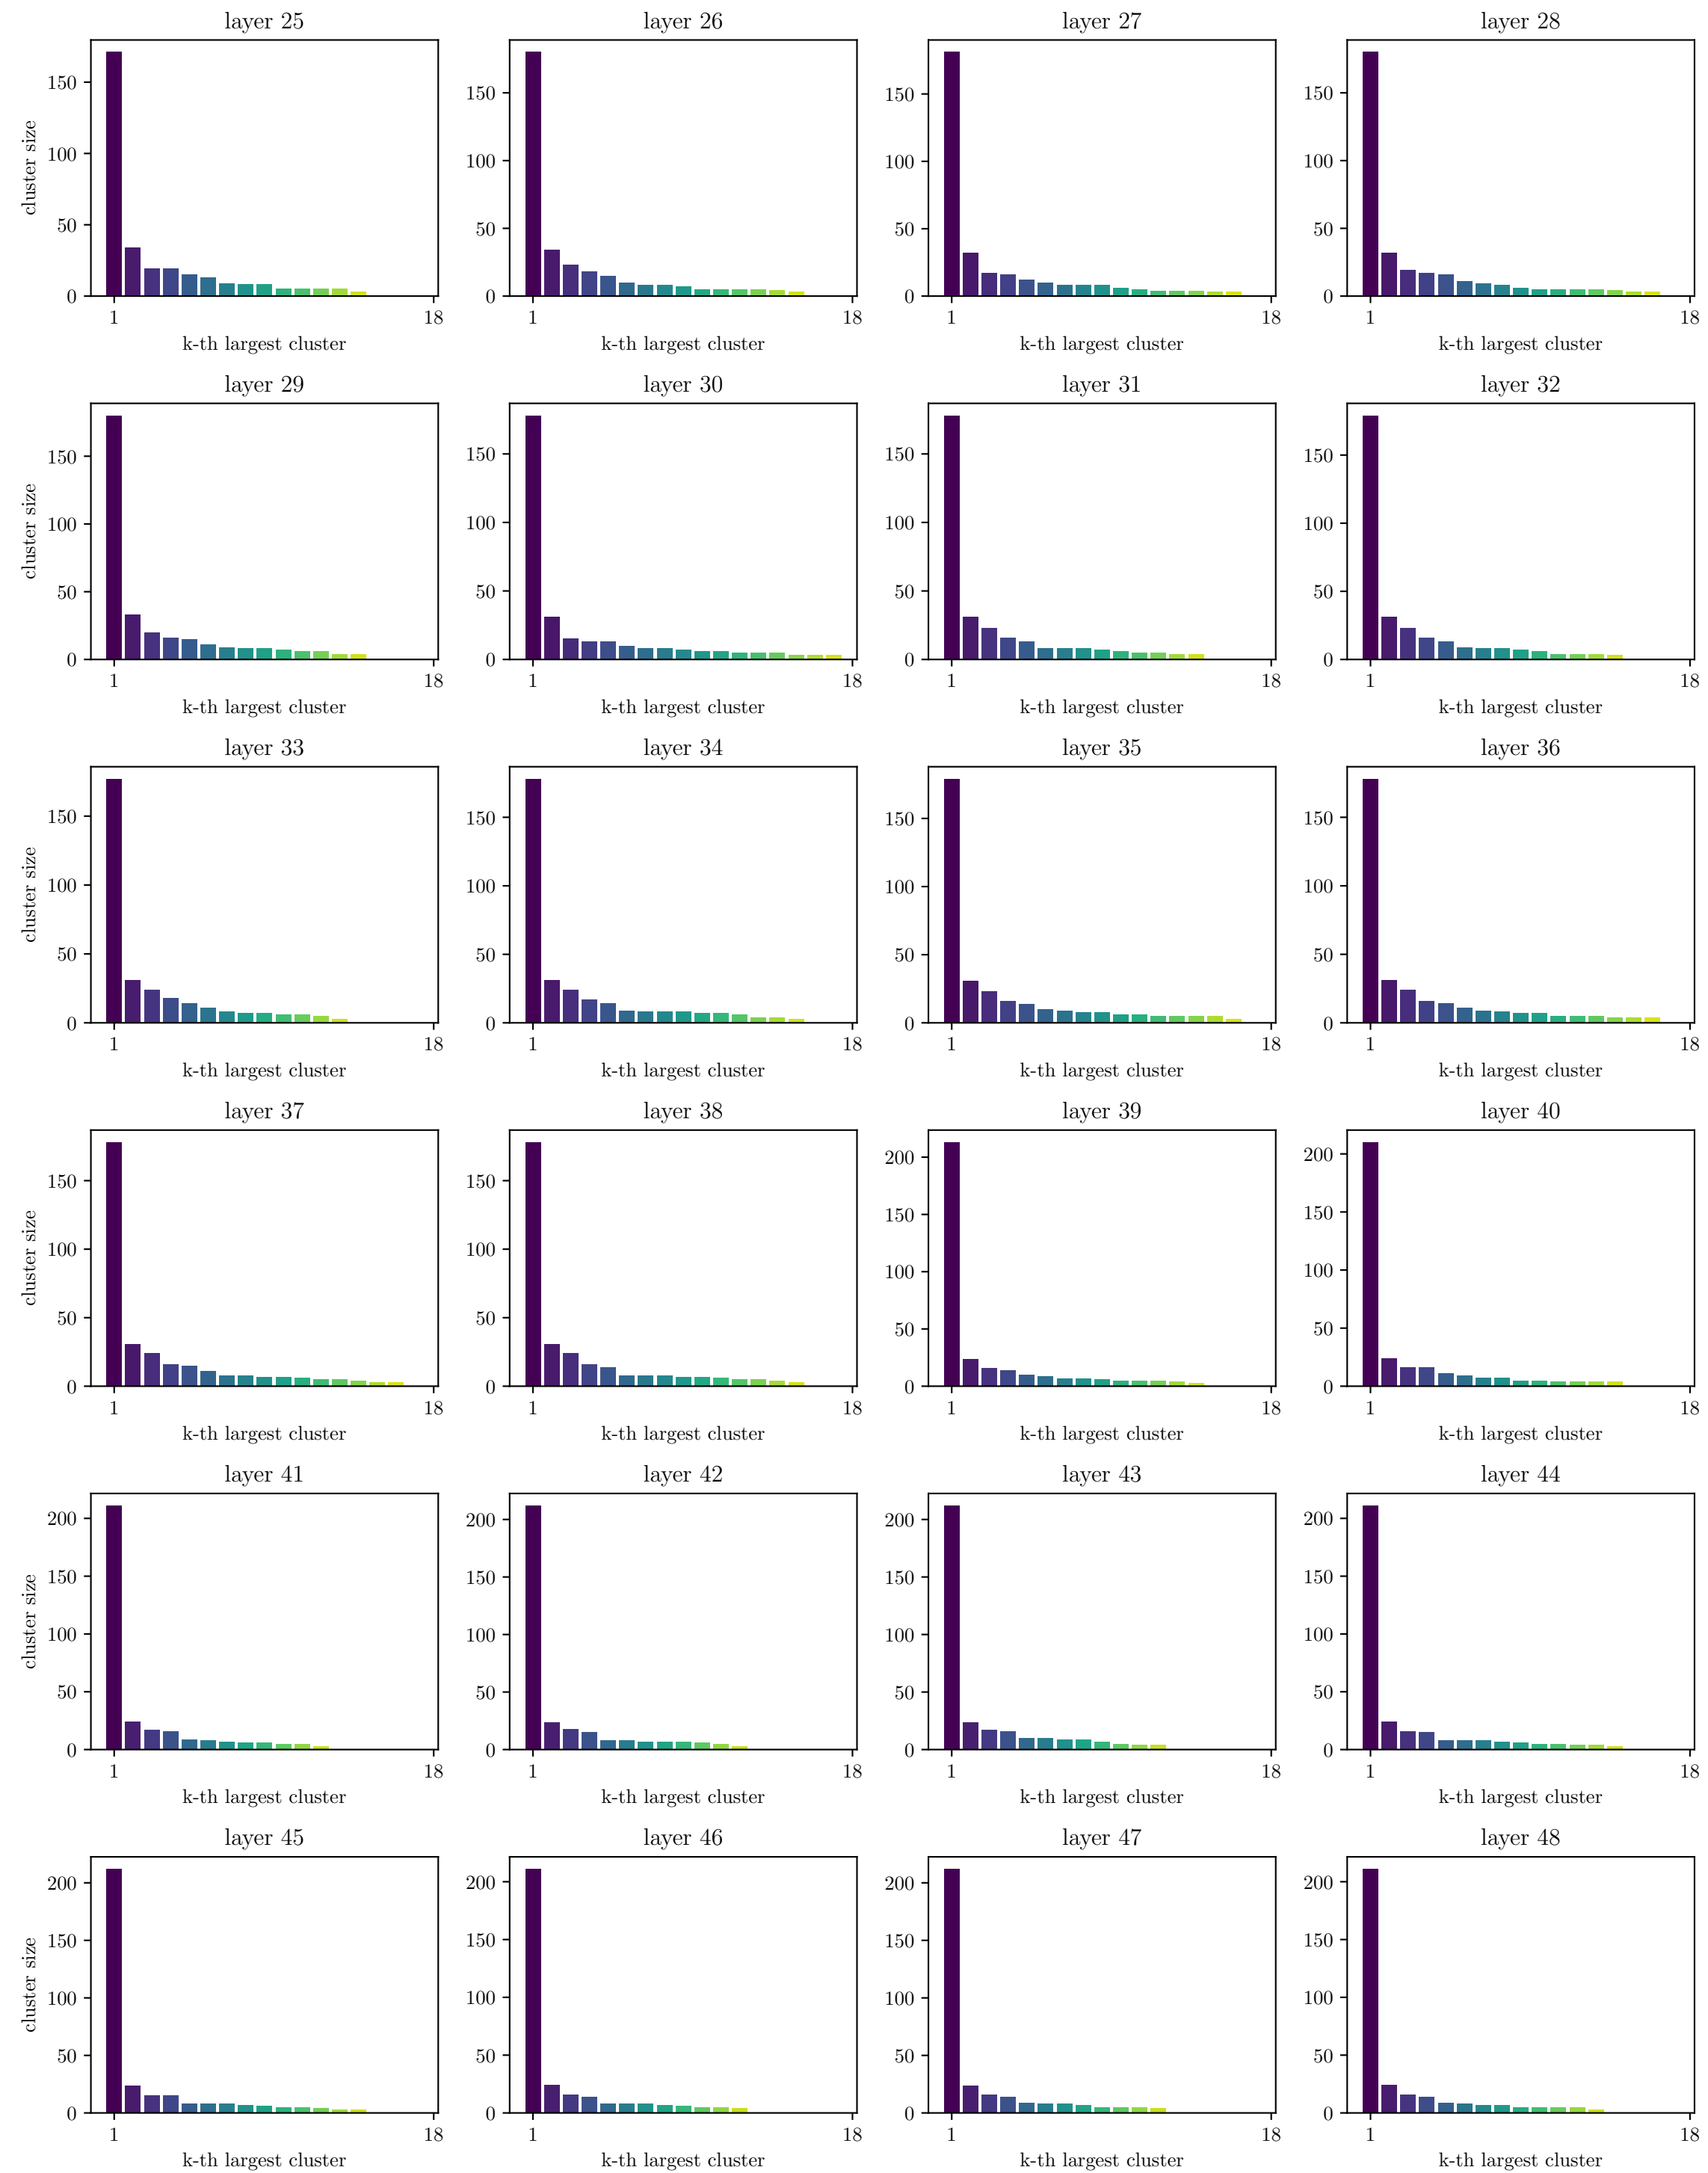 layer 25
150
100
50
0
cluster size
1 18
k-th largest cluster
layer 26
150
100
50
0
1 18
k-th largest cluster
layer 27
150
100
50
0
1 18
k-th largest cluster
layer 28
150
100
50
0
1 18
k-th largest cluster
layer 29
150
100
50
0
cluster size
1 18
k-th largest cluster
layer 30
150
100
50
0
1 18
k-th largest cluster
layer 31
150
100
50
0
1 18
k-th largest cluster
layer 32
150
100
50
0
1 18
k-th largest cluster
layer 33
150
100
50
0
cluster size
1 18
k-th largest cluster
layer 34
150
100
50
0
1 18
k-th largest cluster
layer 35
150
100
50
0
1 18
k-th largest cluster
layer 36
150
100
50
0
1 18
k-th largest cluster
layer 37
150
100
50
0
cluster size
1 18
k-th largest cluster
layer 38
150
100
50
0
1 18
k-th largest cluster
layer 39
200
150
100
50
0
1 18
k-th largest cluster
layer 40
200
150
100
50
0
1 18
k-th largest cluster
layer 41
200
150
100
50
0
cluster size
1 18
k-th largest cluster
layer 42
200
150
100
50
0
1 18
k-th largest cluster
layer 43
200
150
100
50
0
1 18
k-th largest cluster
layer 44
200
150
100
50
0
1 18
k-th largest cluster
layer 45
200
150
100
50
0
cluster size
1 18
k-th largest cluster
layer 46
200
150
100
50
0
1 18
k-th largest cluster
layer 47
200
150
100
50
0
1 18
k-th largest cluster
layer 48
200
150
100
50
0
1 18
k-th largest cluster